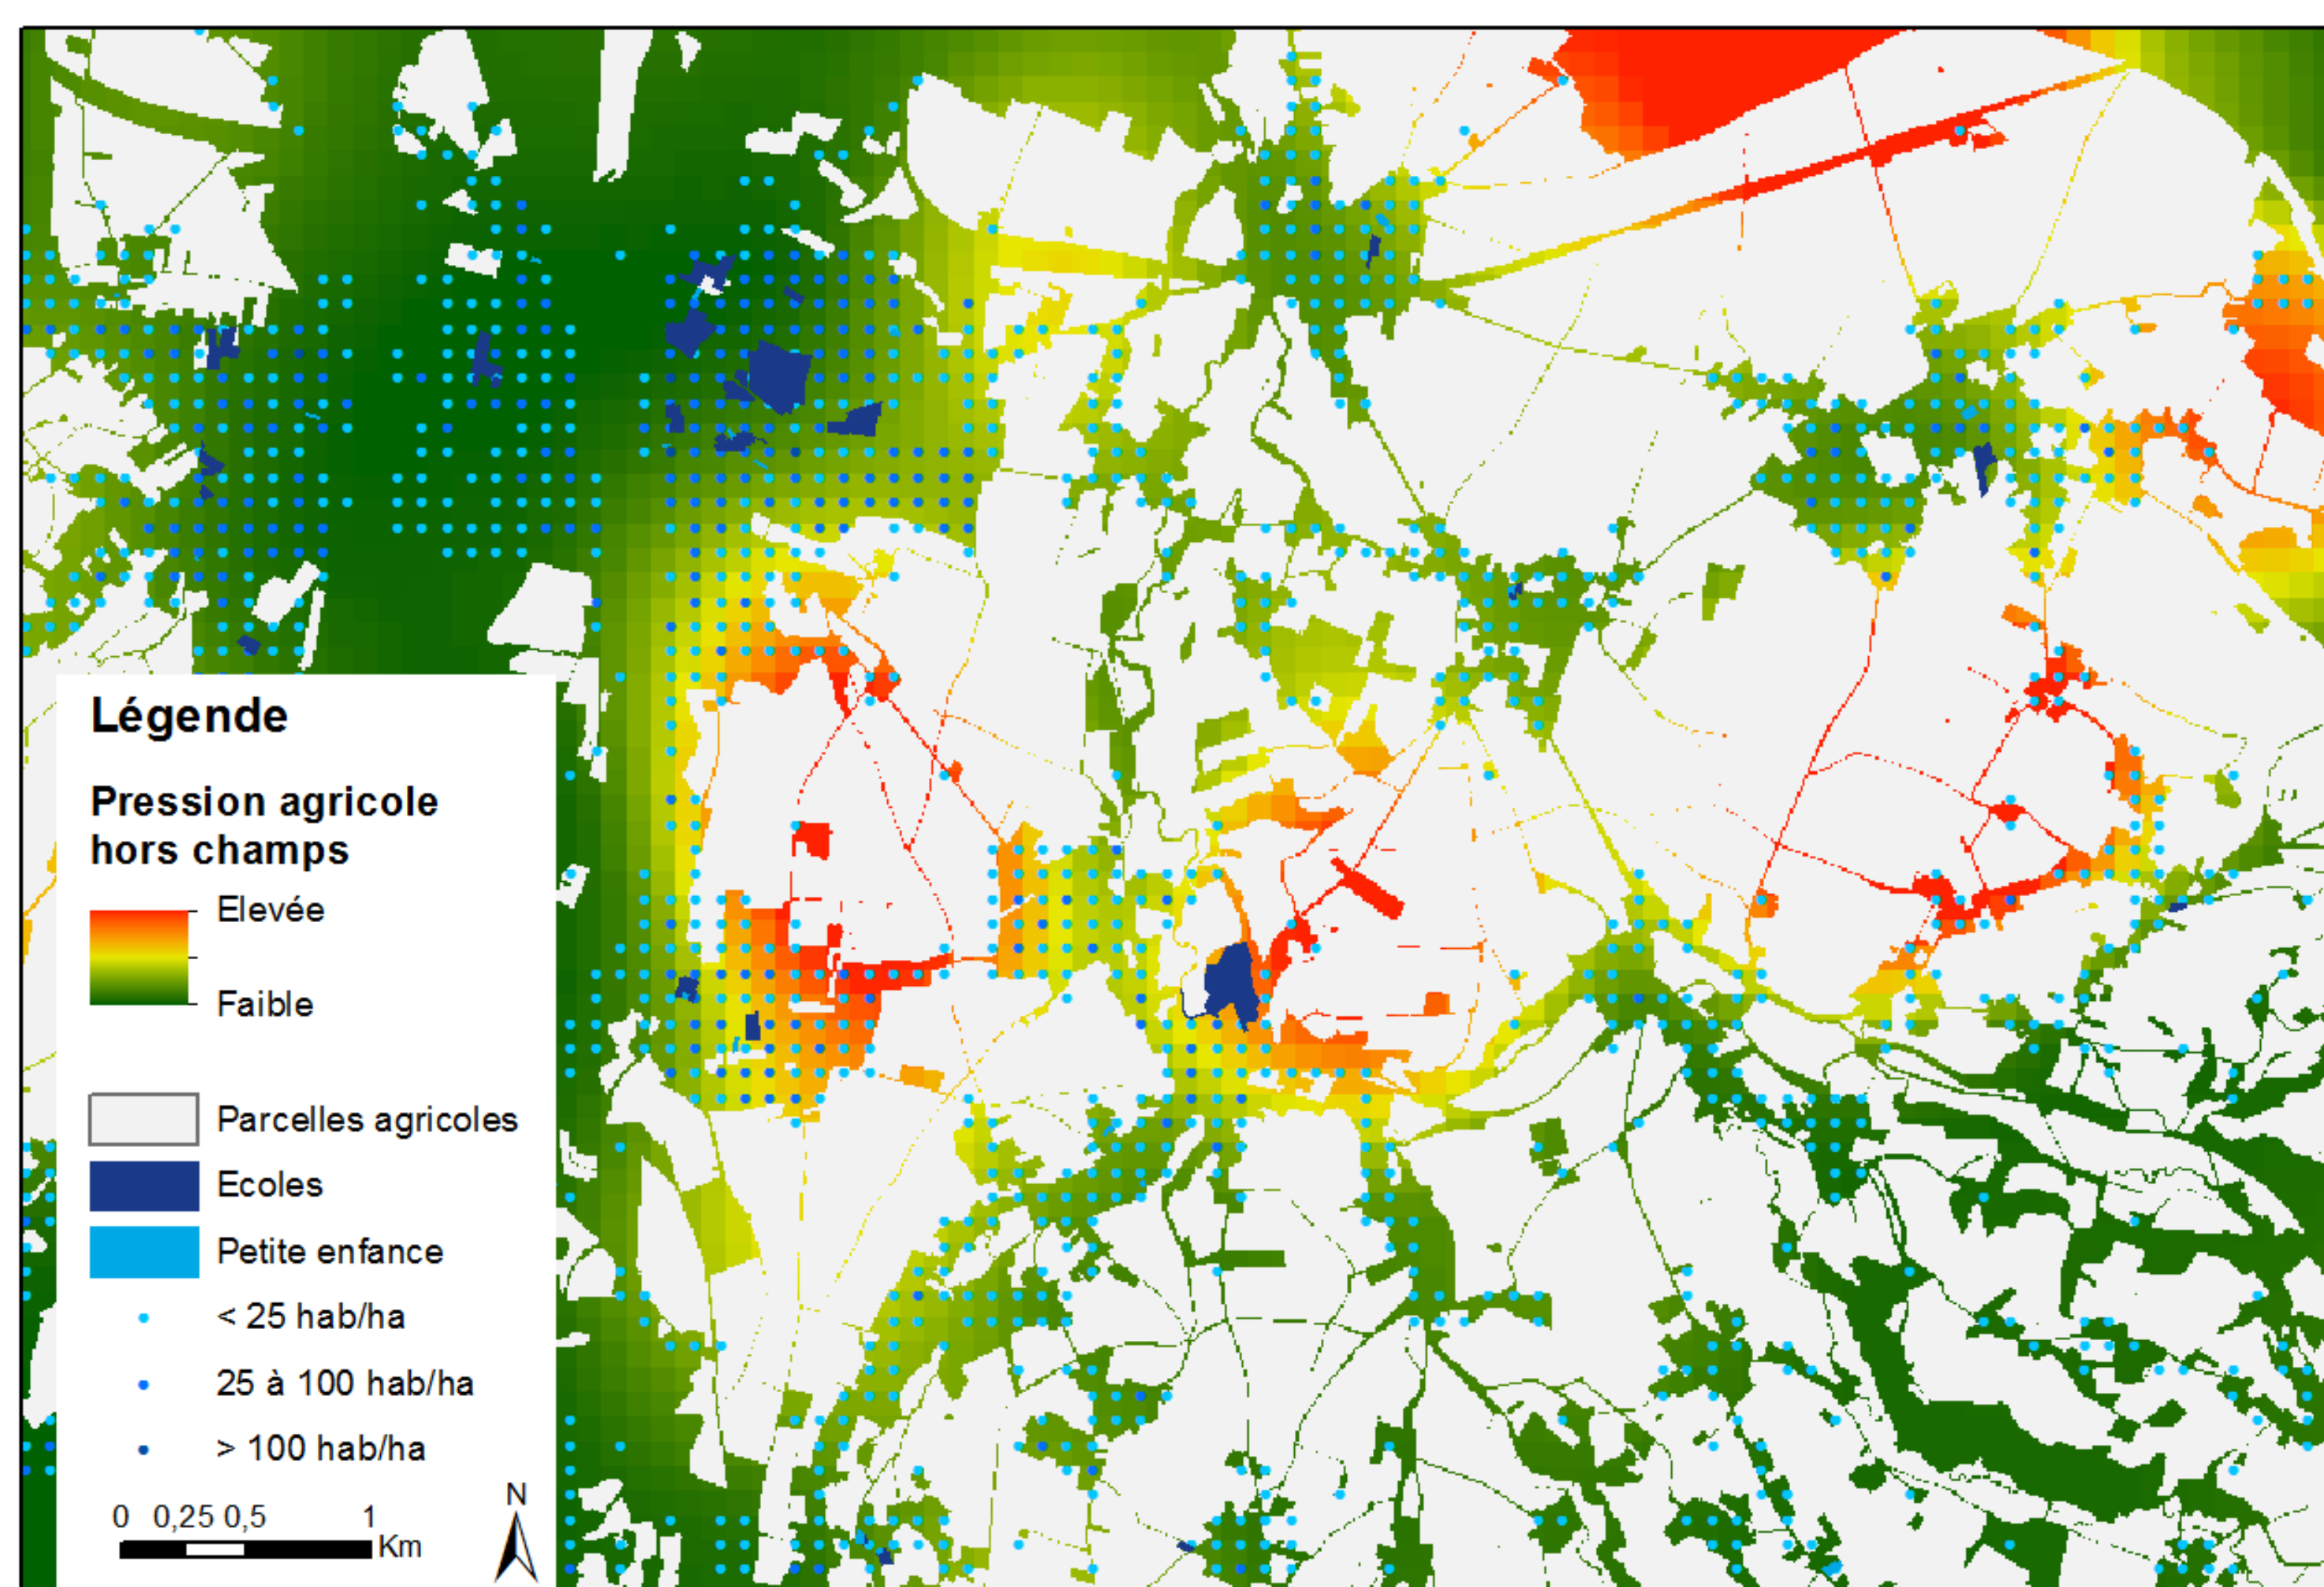 Légende
Pression agricole
hors champs
Elevée
Faible
Parcelles agricoles
Ecoles
Petite enfance
< 25 hab/ha
25 à 100 hab/ha
> 100 hab/ha
N
0 0,25 0,5 1
Km